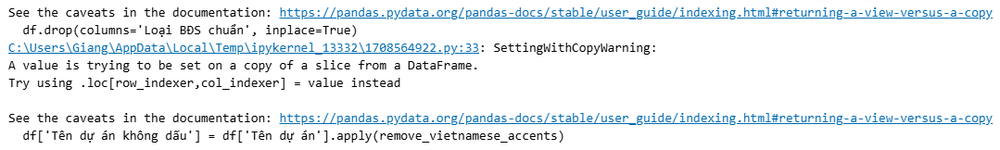 See the caveats in the documentation: https://pandas.pydata.org/pandas-docs/stable/user_guide/indexing.html#returning-a-view-versus-a-copy
  df.drop(columns='Loại BĐS chuẩn', inplace=True)
C:\Users\Giang\AppData\Local\Temp\ipykernel_13332\1708564922.py:33: SettingWithCopyWarning:
A value is trying to be set on a copy of a slice from a DataFrame.
Try using .loc[row_indexer,col_indexer] = value instead

See the caveats in the documentation: https://pandas.pydata.org/pandas-docs/stable/user_guide/indexing.html#returning-a-view-versus-a-copy
  df['Tên dự án không dấu'] = df['Tên dự án'].apply(remove_vietnamese_accents)